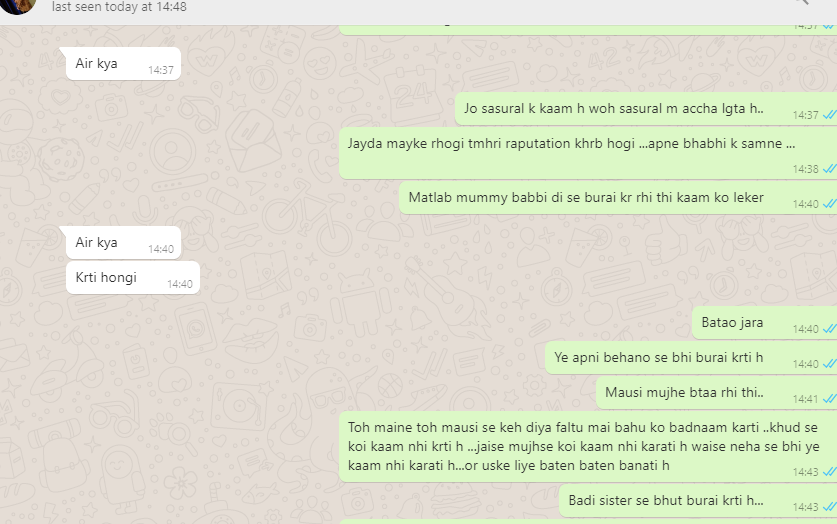 last seen today at 14:48
14:37
Air kya
14:37
Jo sasural k kaam h woh sasural m accha lgta h..
14:37
Jayda mayke rhogi tmhri raputation khrb hogi ...apne bhabhi k samne ...
14:38
Matlab mummy babbi di se burai kr rhi thi kaam ko leker
14:40
Air kya
14:40
Krti hongi
14:40
Batao jara
14:40
Ye apni behano se bhi burai krti h
14:40
Mausi mujhe btaa rhi thi..
14:41
Toh maine toh mausi se keh diya faltu mai bahu ko badnaam karti ..khud se
koi kaam nhi krti h ...jaise mujhse koi kaam nhi karati h waise neha se bhi ye
kaam nhi karati h...or uske liye baten baten banati h
14:43
Badi sister se bhut burai krti h...
14:43